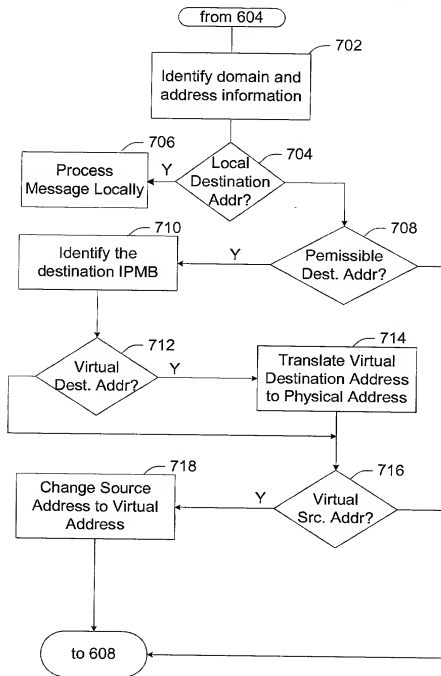 from 604
702
Identify domain and
address information
706
Process
Message Locally
Y
704
Local
Destination
Addr?
710
Identify the
destination IPMB
Y
708
Pemissible
Dest. Addr?
712
Virtual
Dest. Addr?
Y
714
Translate Virtual
Destination Address
to Physical Address
718
Change Source
Address to Virtual
Address
Y
716
Virtual
Src. Addr?
to 608